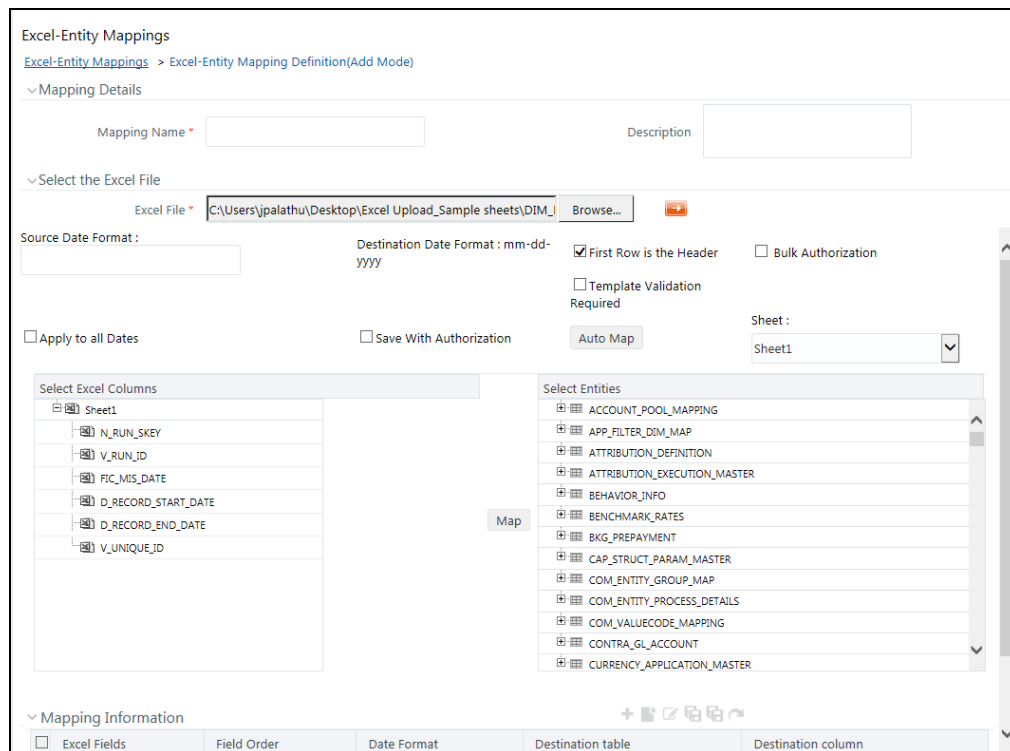 Excel-Entity Mappings
Excel-Entity Mappings > Excel-Entity Mapping Definition(Add Mode)
Mapping Details
Mapping Name * Description
Select the Excel File
Excel File * C:\Users\jpalathu\Desktop\Excel Upload_Sample sheets\DIM_ Browse...
Source Date Format :
Destination Date Format : mm-dd-
yyyy
First Row is the Header
Bulk Authorization
Template Validation
Required
Apply to all Dates
Save With Authorization
Auto Map
Sheet :
Sheet1
Select Excel Columns
Sheet1
N_RUN_SKEY
V_RUN_ID
FIC_MIS_DATE
D_RECORD_START_DATE
D_RECORD_END_DATE
V_UNIQUE_ID
Map
Select Entities
ACCOUNT_POOL_MAPPING
APP_FILTER_DIM_MAP
ATTRIBUTION_DEFINITION
ATTRIBUTION_EXECUTION_MASTER
BEHAVIOR_INFO
BENCHMARK_RATES
BKG_PREPAYMENT
CAP_STRUCT_PARAM_MASTER
COM_ENTITY_GROUP_MAP
COM_ENTITY_PROCESS_DETAILS
COM_VALUECODE_MAPPING
CONTRA_GL_ACCOUNT
CURRENCY_APPLICATION_MASTER
Mapping Information
Excel Fields Field Order Date Format Destination table Destination column